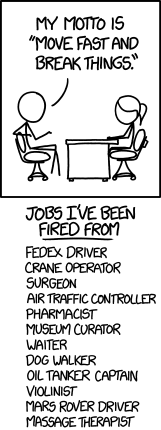 MY MOTTO IS
"MOVE FAST AND
BREAK THINGS."
JOBS I'VE BEEN
FIRED FROM
FEDEX DRIVER
CRANE OPERATOR
SURGEON
AIR TRAFFIC CONTROLLER
PHARMACIST
MUSEUM CURATOR
WAITER
DOG WALKER
OIL TANKER CAPTAIN
VIOLINIST
MARS ROVER DRIVER
MASSAGE THERAPIST